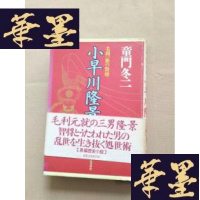 華景
華景
童門冬二
小早川隆景
毛利元就の三男隆景
智将とうたわれた男の
乱世を生き抜く処世術